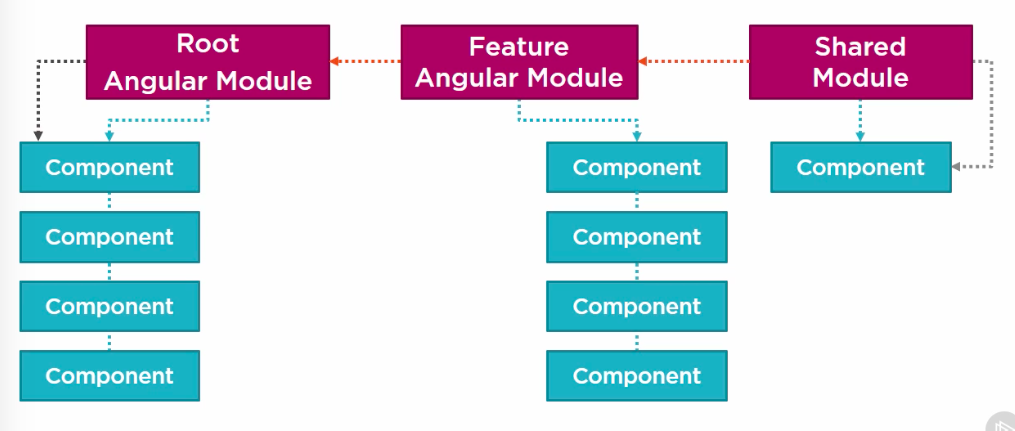 Root
Angular Module
Feature
Angular Module
Shared
Module
Component
Component
Component
Component
Component
Component
Component
Component
Component